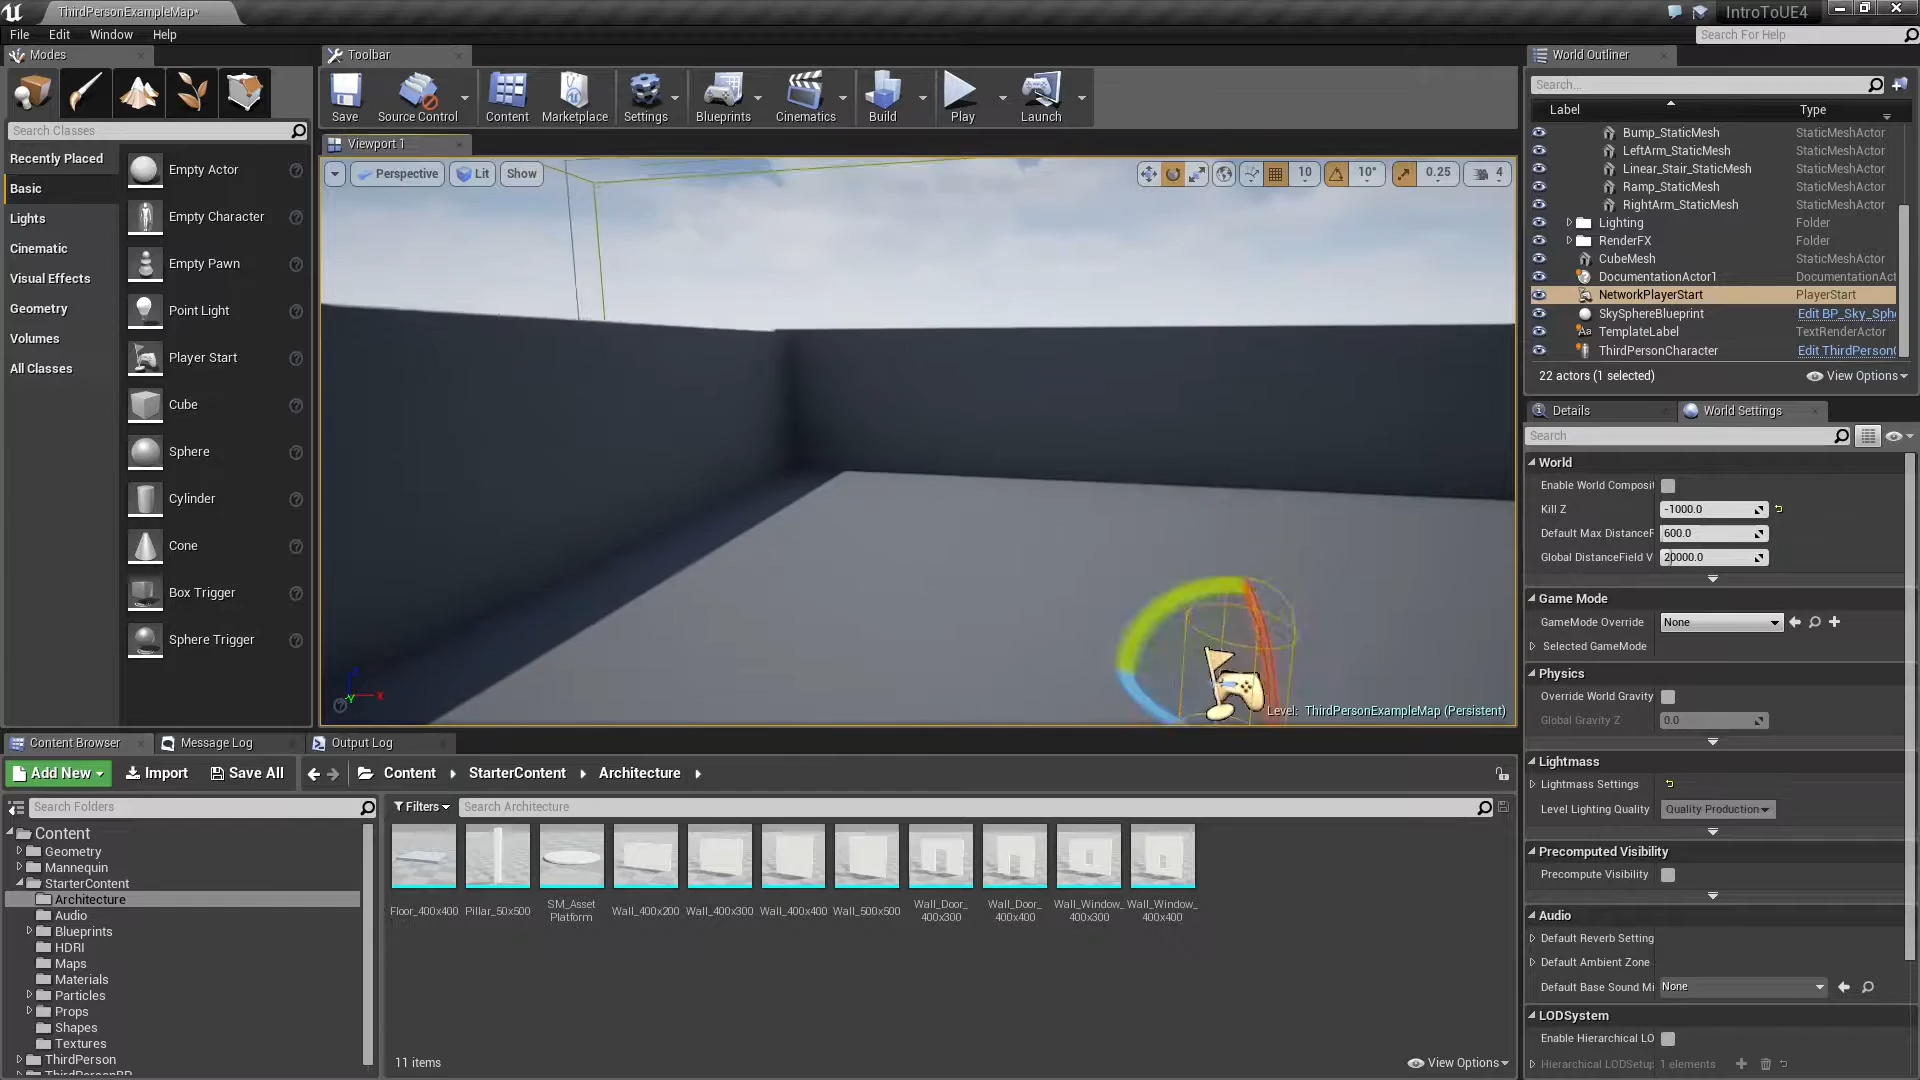 ThirdPersonExampleMap*
IntroToUE4
File Edit Window Help
Search For Help
Modes
Toolbar
World Outliner
Save
Source Control
Content
Marketplace
Settings
Blueprints
Cinematics
Build
Play
Launch
Search Classes
Recently Placed
Basic
Lights
Cinematic
Visual Effects
Geometry
Volumes
All Classes
Empty Actor
Empty Character
Empty Pawn
Point Light
Player Start
Cube
Sphere
Cylinder
Cone
Box Trigger
Sphere Trigger
Viewport 1
Perspective Lit Show
10 10° 0.25 4
Z
Y
X
Level: ThirdPersonExampleMap (Persistent)
Search...
Label Type
Bump_StaticMesh StaticMeshActor
LeftArm_StaticMesh StaticMeshActor
Linear_Stair_StaticMesh StaticMeshActor
Ramp_StaticMesh StaticMeshActor
RightArm_StaticMesh StaticMeshActor
Lighting Folder
RenderFX Folder
CubeMesh StaticMeshActor
DocumentationActor1 DocumentationAct
NetworkPlayerStart PlayerStart
SkySphereBlueprint Edit BP_Sky_Sph
TemplateLabel TextRenderActor
ThirdPersonCharacter Edit ThirdPerson
22 actors (1 selected) View Options
Details World Settings
Search
World
Enable World Composit
Kill Z -1000.0
Default Max DistanceF 600.0
Global DistanceField V 20000.0
Game Mode
GameMode Override None
Selected GameMode
Physics
Override World Gravity
Global Gravity Z 0.0
Lightmass
Lightmass Settings
Level Lighting Quality Quality Production
Precomputed Visibility
Precompute Visibility
Audio
Default Reverb Setting
Default Ambient Zone
Default Base Sound Mi None
LODSystem
Enable Hierarchical LO
Hierarchical LODSetup 1 elements
Content Browser Message Log Output Log
Add New Import Save All Content StarterContent Architecture
Search Folders
Filters Search Architecture
Content
Geometry
Mannequin
StarterContent
Architecture
Audio
Blueprints
HDRI
Maps
Materials
Particles
Props
Shapes
Textures
ThirdPerson
ThirdPersonBP
Floor_400x400
Pillar_50x500
SM_Asset
Platform
Wall_400x200
Wall_400x300
Wall_400x400
Wall_500x500
Wall_Door_
400x300
Wall_Door_
400x400
Wall_Window_
400x300
Wall_Window_
400x400
11 items
View Options